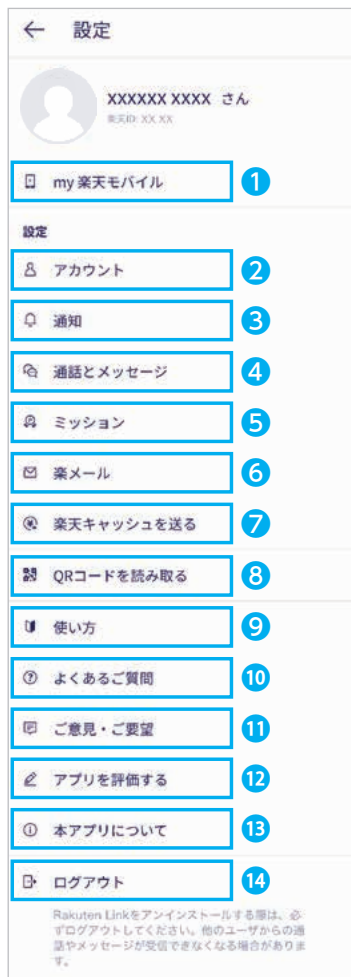 ← 設定
XXXXXX XXXX さん
楽天ID: XX XX
my 楽天モバイル 1
設定
アカウント 2
通知 3
通話とメッセージ 4
ミッション 5
楽メール 6
楽天キャッシュを送る 7
QRコードを読み取る 8
使い方 9
よくあるご質問 10
ご意見・ご要望 11
アプリを評価する 12
本アプリについて 13
ログアウト 14
Rakuten Linkをアンインストールする際は、必
ずログアウトしてください。他のユーザからの通
話やメッセージが受信できなくなる場合がありま
す。